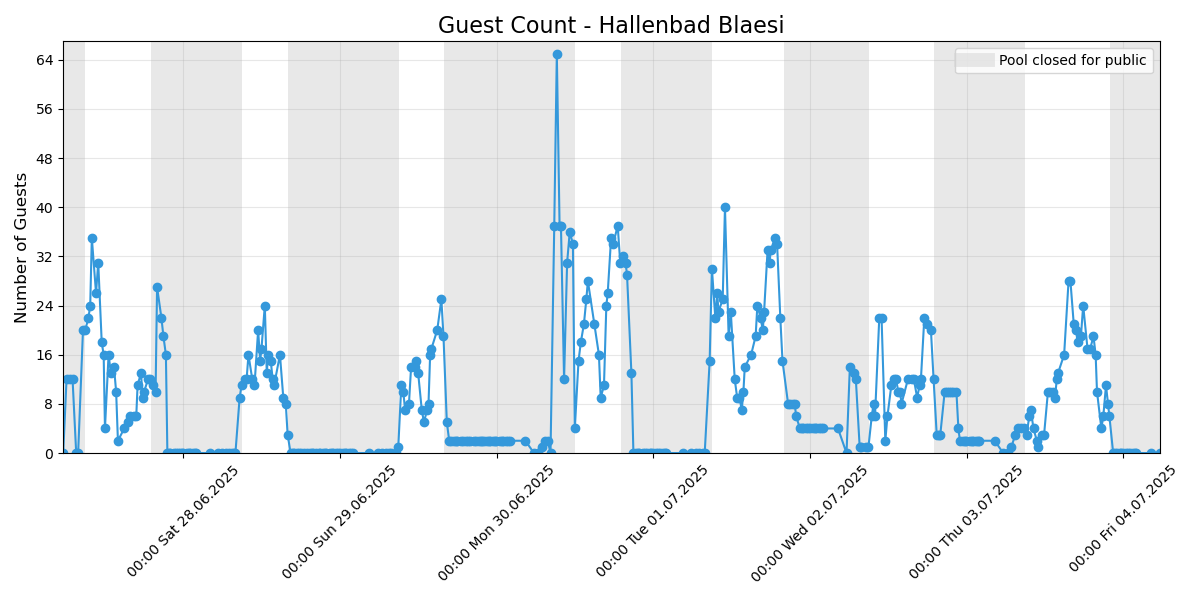 Guest Count - Hallenbad Blaesi
Pool closed for public
Number of Guests
64
56
48
40
32
24
16
8
0
00:00 Sat 28.06.2025
00:00 Sun 29.06.2025
00:00 Mon 30.06.2025
00:00 Tue 01.07.2025
00:00 Wed 02.07.2025
00:00 Thu 03.07.2025
00:00 Fri 04.07.2025